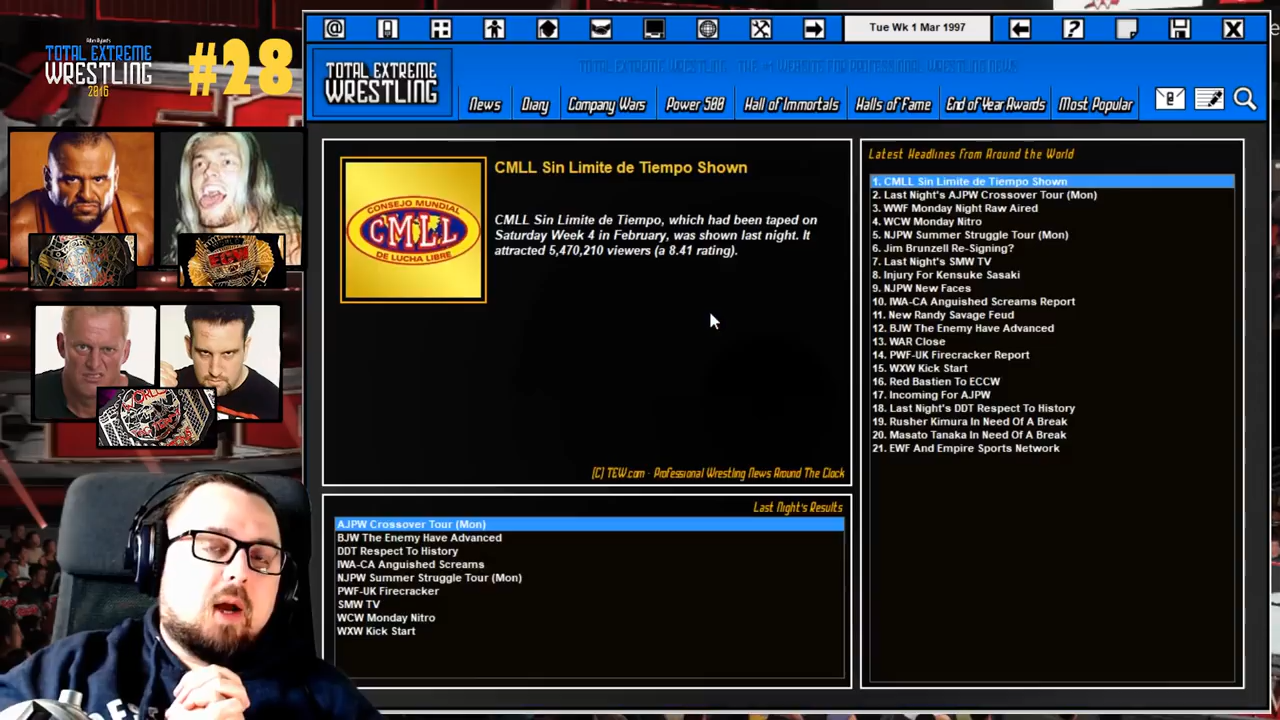 TOTAL EXTREME
WRESTLING
2016
#28
ECW
Tue Wk 1 Mar 1997
TOTAL EXTREME
WRESTLING
News
Diary
Company Wars
Power 500
Hall of Immortals
Halls of Fame
End of Year Awards
Most Popular
CONSEJO MUNDIAL
CMLL
DE LUCHA LIBRE
CMLL Sin Limite de Tiempo Shown
CMLL Sin Limite de Tiempo, which had been taped on
Saturday Week 4 in February, was shown last night. It
attracted 5,470,210 viewers (a 8.41 rating).
(C) TEW.com - Professional Wrestling News Around The Clock
Last Night's Results
AJPW Crossover Tour (Mon)
BJW The Enemy Have Advanced
DDT Respect To History
IWA-CA Anguished Screams
NJPW Summer Struggle Tour (Mon)
PWF-UK Firecracker
SMW TV
WCW Monday Nitro
WXW Kick Start
Latest Headlines From Around the World
1. CMLL Sin Limite de Tiempo Shown
2. Last Night's AJPW Crossover Tour (Mon)
3. WWF Monday Night Raw Aired
4. WCW Monday Nitro
5. NJPW Summer Struggle Tour (Mon)
6. Jim Brunzell Re-Signing?
7. Last Night's SMW TV
8. Injury For Kensuke Sasaki
9. NJPW New Faces
10. IWA-CA Anguished Screams Report
11. New Randy Savage Feud
12. BJW The Enemy Have Advanced
13. WAR Close
14. PWF-UK Firecracker Report
15. WXW Kick Start
16. Red Bastien To ECCW
17. Incoming For AJPW
18. Last Night's DDT Respect To History
19. Rusher Kimura In Need Of A Break
20. Masato Tanaka In Need Of A Break
21. EWF And Empire Sports Network